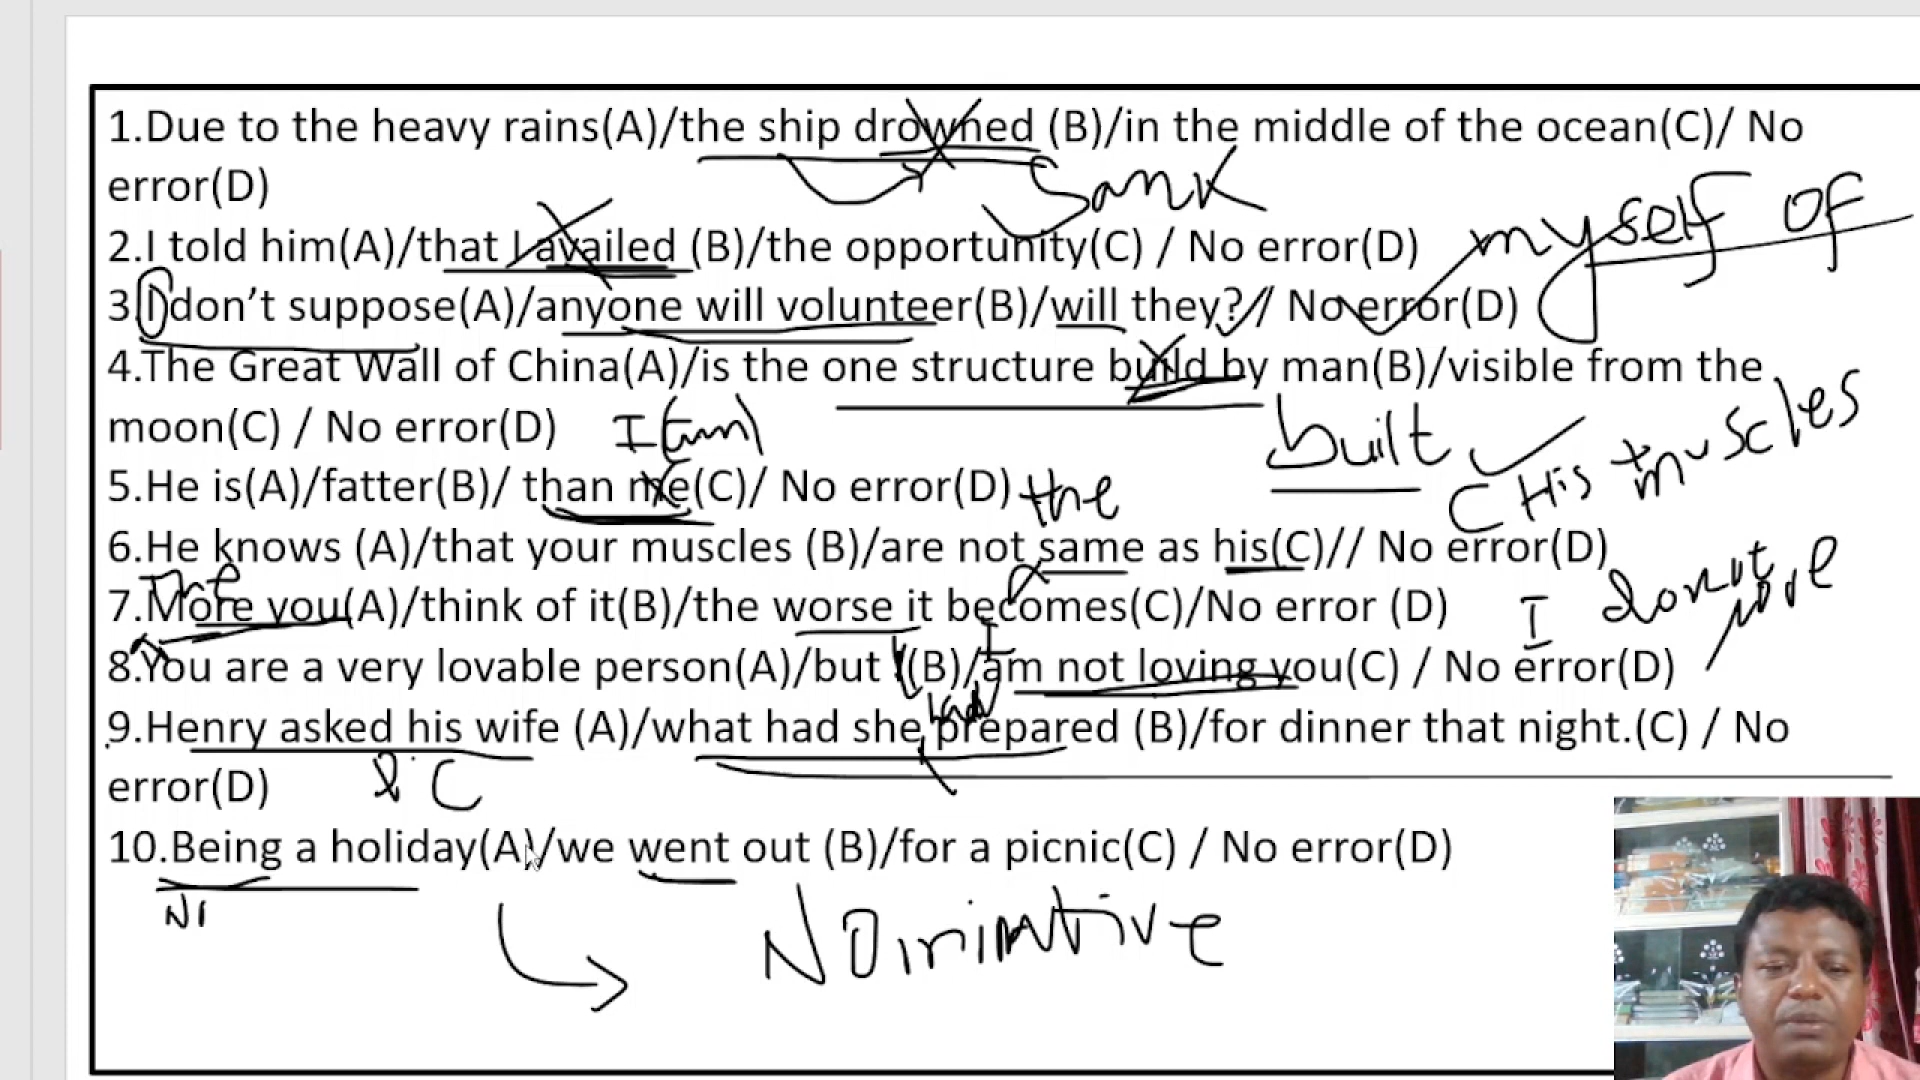 1.Due to the heavy rains(A)/the ship drowned (B)/in the middle of the ocean(C)/ No
error(D)
Sank
2.I told him(A)/that I availed (B)/the opportunity(C) / No error(D)
myself of
3.I don't suppose(A)/anyone will volunteer(B)/will they?// No error(D)
4.The Great Wall of China(A)/is the one structure build by man(B)/visible from the
moon(C) / No error(D)
I (am)
built
5.He is(A)/fatter(B)/ than me(C)/ No error(D)
the
His muscles
6.He knows (A)/that your muscles (B)/are not same as his(C)// No error(D)
The
7.More you(A)/think of it(B)/the worse it becomes(C)/No error (D)
I do not love
I
8.You are a very lovable person(A)/but I(B)/am not loving you(C) / No error(D)
had
9.Henry asked his wife (A)/what had she prepared (B)/for dinner that night.(C) / No
error(D)
C
10.Being a holiday(A)/we went out (B)/for a picnic(C) / No error(D)